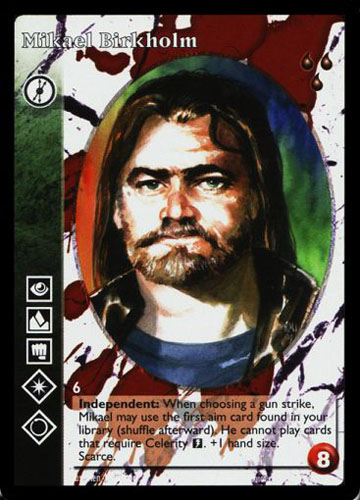 Mikael Birkholm
6
Independent: When choosing a gun strike,
Mikael may use the first aim card found in your
library (shuffle afterward). He cannot play cards
that require Celerity . +1 hand size.
Scarce.
8